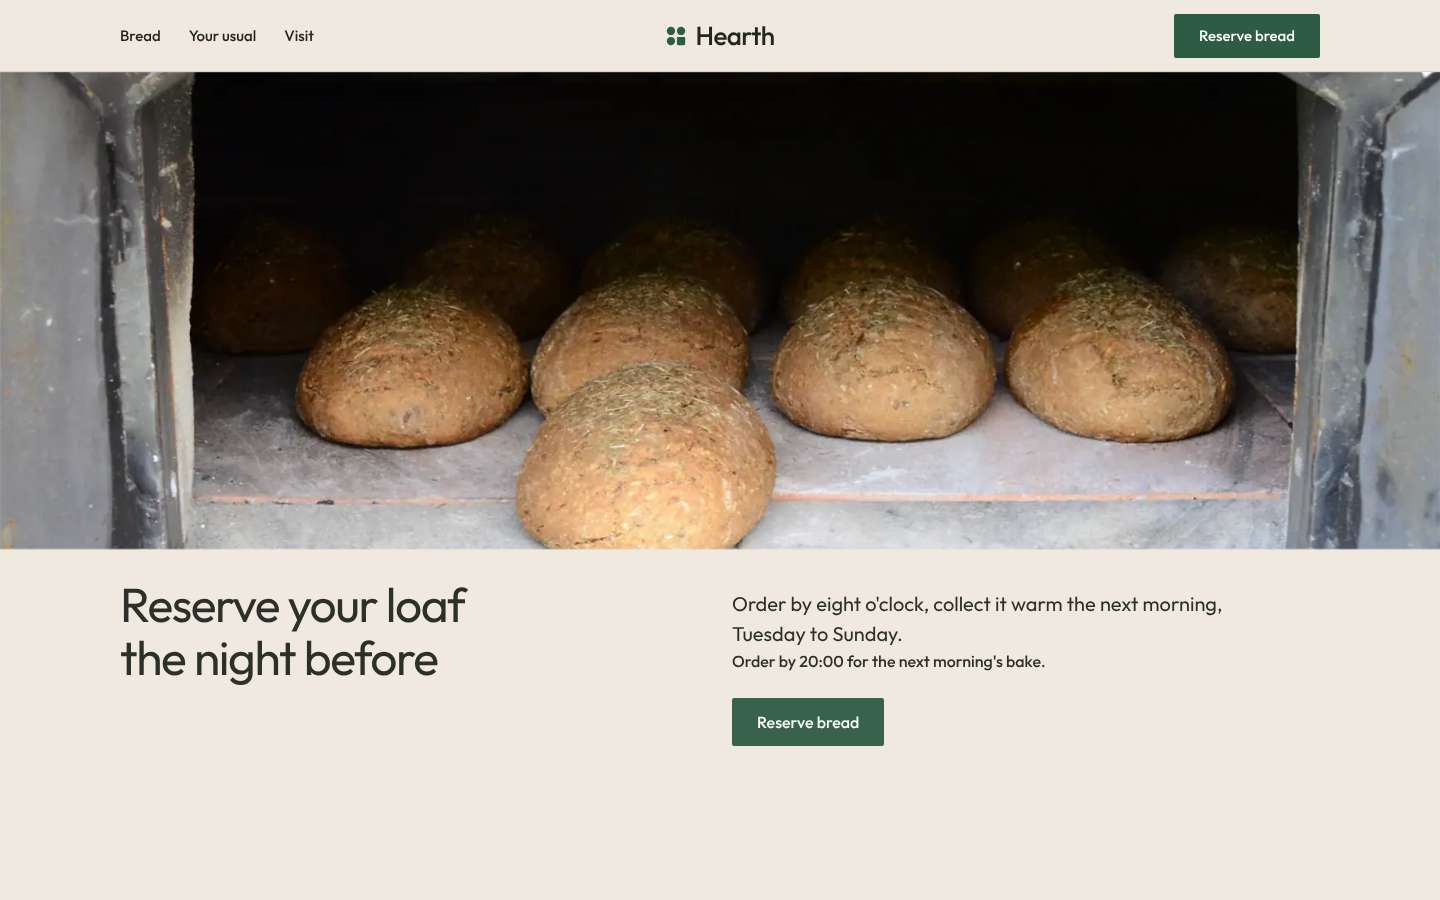 Bread
Your usual
Visit
Hearth
Reserve bread
Reserve your loaf
the night before
Order by eight o'clock, collect it warm the next morning,
Tuesday to Sunday.
Order by 20:00 for the next morning's bake.
Reserve bread